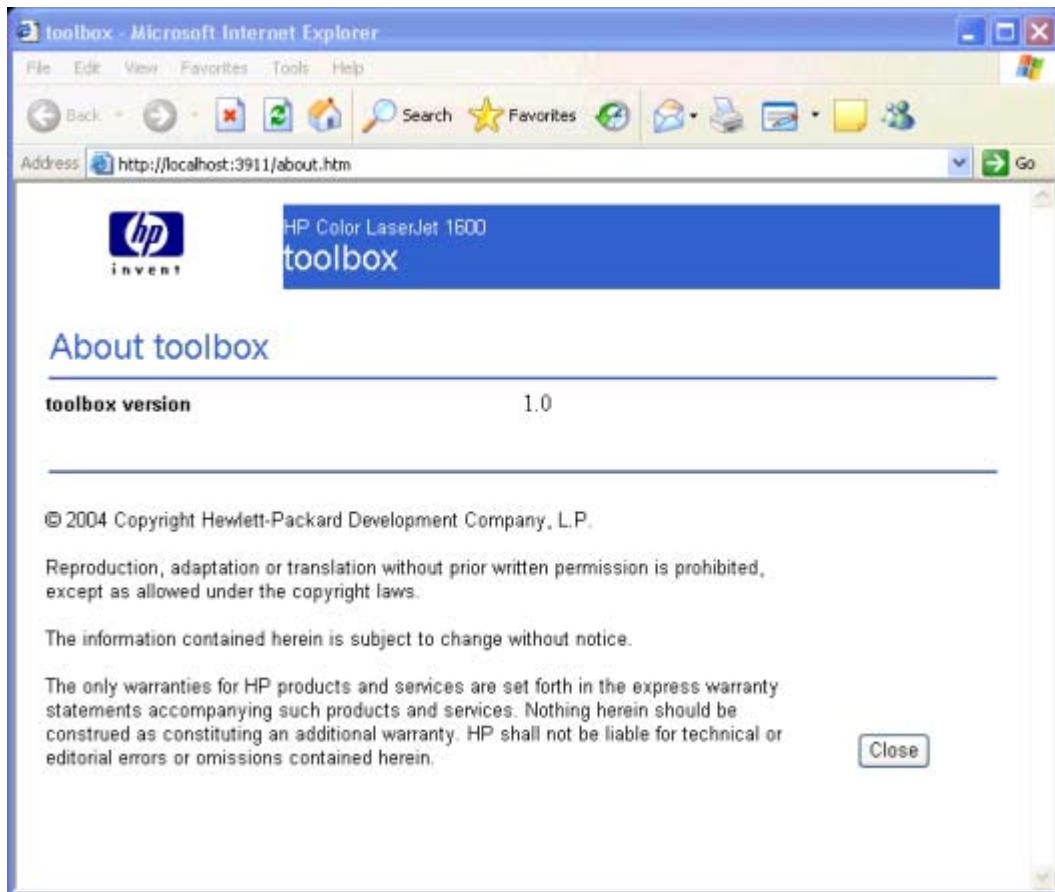 toolbox - Microsoft Internet Explorer
File Edit View Favorites Tools Help
Back Search Favorites
Address http://localhost:3911/about.htm Go
hp
invent
HP Color LaserJet 1600
toolbox
About toolbox
toolbox version 1.0
© 2004 Copyright Hewlett-Packard Development Company, L.P.
Reproduction, adaptation or translation without prior written permission is prohibited,
except as allowed under the copyright laws.
The information contained herein is subject to change without notice.
The only warranties for HP products and services are set forth in the express warranty
statements accompanying such products and services. Nothing herein should be
construed as constituting an additional warranty. HP shall not be liable for technical or
editorial errors or omissions contained herein.
Close